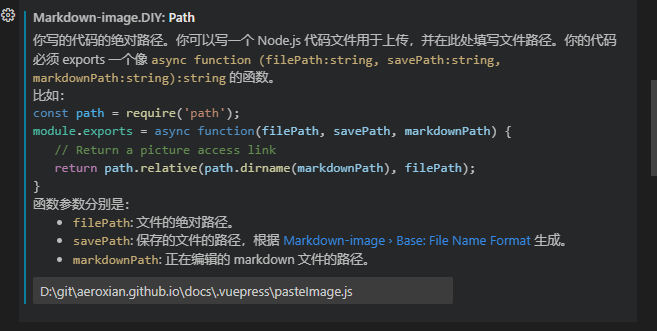 Markdown-image.DIY: Path
你写的代码的绝对路径。你可以写一个 Node.js 代码文件用于上传，并在此处填写文件路径。你的代码
必须 exports 一个像 async function (filePath:string, savePath:string,
markdownPath:string):string 的函数。
比如：
const path = require('path');
module.exports = async function(filePath, savePath, markdownPath) {
// Return a picture access link
return path.relative(path.dirname(markdownPath), filePath);
}
函数参数分别是：
• filePath: 文件的绝对路径。
• savePath: 保存的文件的路径，根据 Markdown-image › Base: File Name Format 生成。
• markdownPath: 正在编辑的 markdown 文件的路径。
D:\git\aeroxian.github.io\docs\.vuepress\pasteImage.js